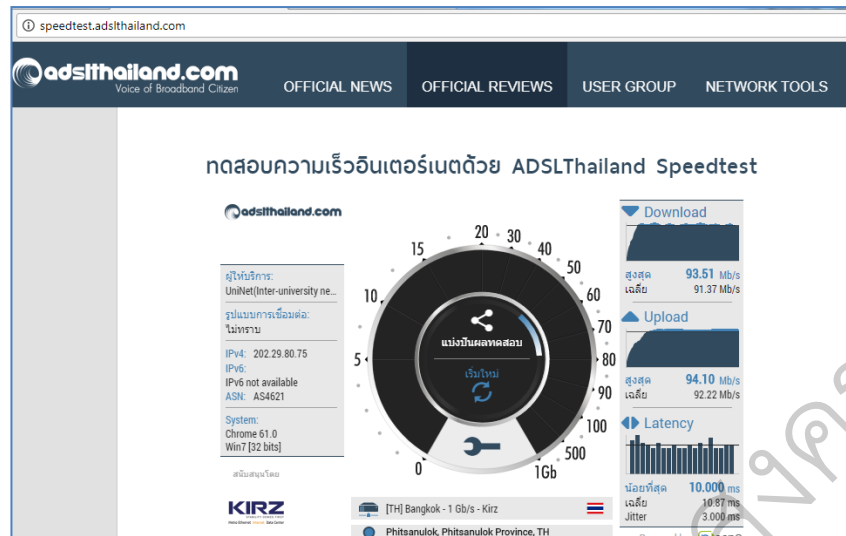 speedtest.adslthailand.com
adslthailand.com
Voice of Broadband Citizen
OFFICIAL NEWS
OFFICIAL REVIEWS
USER GROUP
NETWORK TOOLS
ทดสอบความเร็วอินเตอร์เนตด้วย ADSLThailand Speedtest
adslthailand.com
ผู้ให้บริการ:
UniNet(Inter-university ne...
รูปแบบการเชื่อมต่อ:
ไม่ทราบ
IPv4: 202.29.80.75
IPv6:
IPv6 not available
ASN: AS4621
System:
Chrome 61.0
Win7 [32 bits]
สนับสนุนโดย
KIRZ
0
5
10
15
20
30
40
50
60
70
80
90
100
500
1Gb
แบ่งปันผลทดสอบ
เริ่มใหม่
[TH] Bangkok - 1 Gb/s - Kirz
Phitsanulok, Phitsanulok Province, TH
Download
สูงสุด 93.51 Mb/s
เฉลี่ย 91.37 Mb/s
Upload
สูงสุด 94.10 Mb/s
เฉลี่ย 92.22 Mb/s
Latency
น้อยที่สุด 10.000 ms
เฉลี่ย 10.87 ms
Jitter 3.000 ms